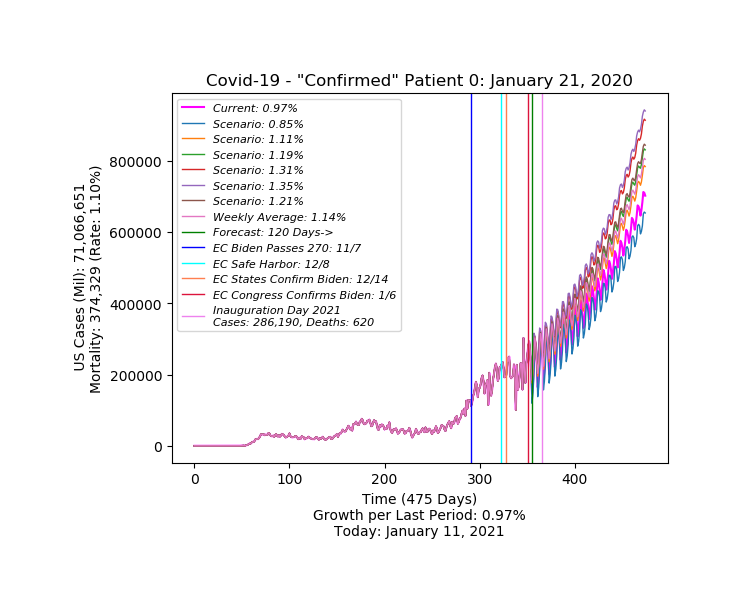 Covid-19 - "Confirmed" Patient 0: January 21, 2020
Current: 0.97%
Scenario: 0.85%
Scenario: 1.11%
Scenario: 1.19%
Scenario: 1.31%
Scenario: 1.35%
Scenario: 1.21%
Weekly Average: 1.14%
Forecast: 120 Days->
EC Biden Passes 270: 11/7
EC Safe Harbor: 12/8
EC States Confirm Biden: 12/14
EC Congress Confirms Biden: 1/6
Inauguration Day 2021
Cases: 286,190, Deaths: 620
US Cases (Mil): 71,066,651
Mortality: 374,329 (Rate: 1.10%)
800000
600000
400000
200000
0
0 100 200 300 400
Time (475 Days)
Growth per Last Period: 0.97%
Today: January 11, 2021